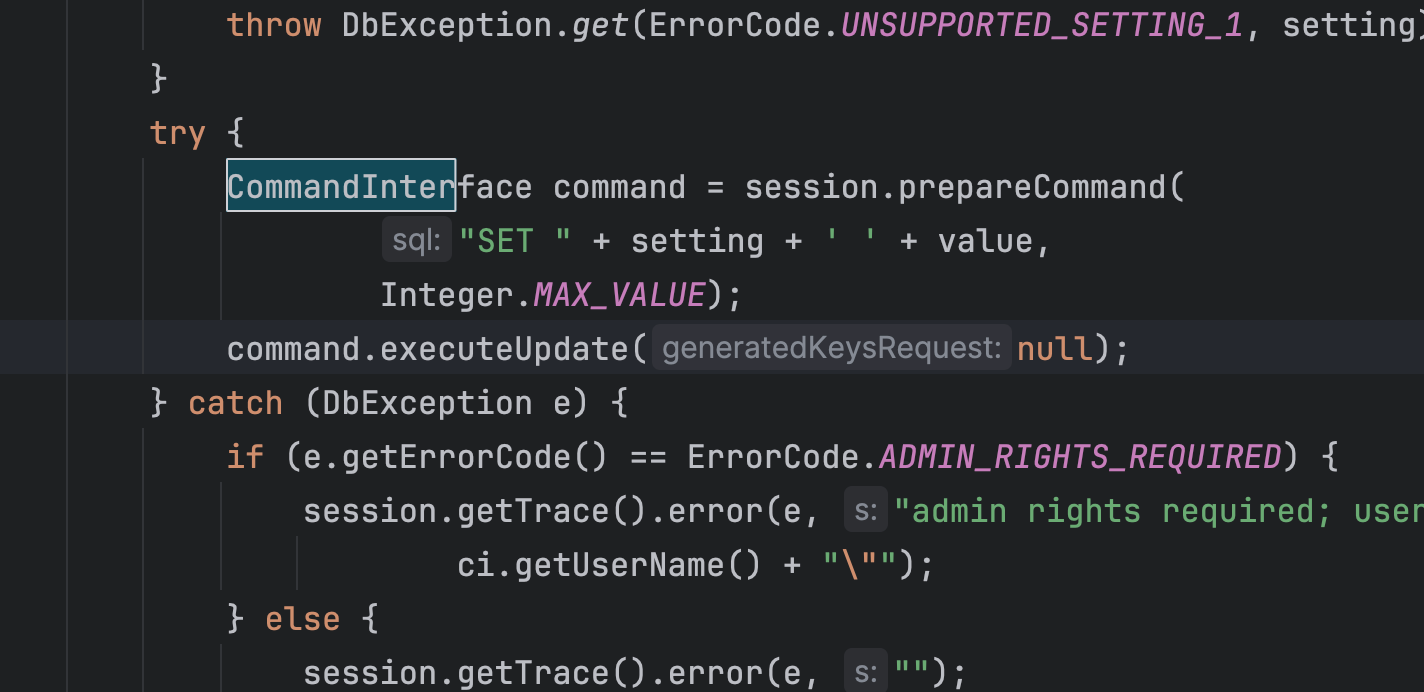 throw DbException.get(ErrorCode.UNSUPPORTED_SETTING_1, setting)
}
try {
CommandInterface command = session.prepareCommand(
sql: "SET " + setting + ' ' + value,
Integer.MAX_VALUE);
command.executeUpdate( generatedKeysRequest: null);
} catch (DbException e) {
if (e.getErrorCode() == ErrorCode.ADMIN_RIGHTS_REQUIRED) {
session.getTrace().error(e, s: "admin rights required; user
ci.getUserName() + "\"");
} else {
session.getTrace().error(e, s: "");